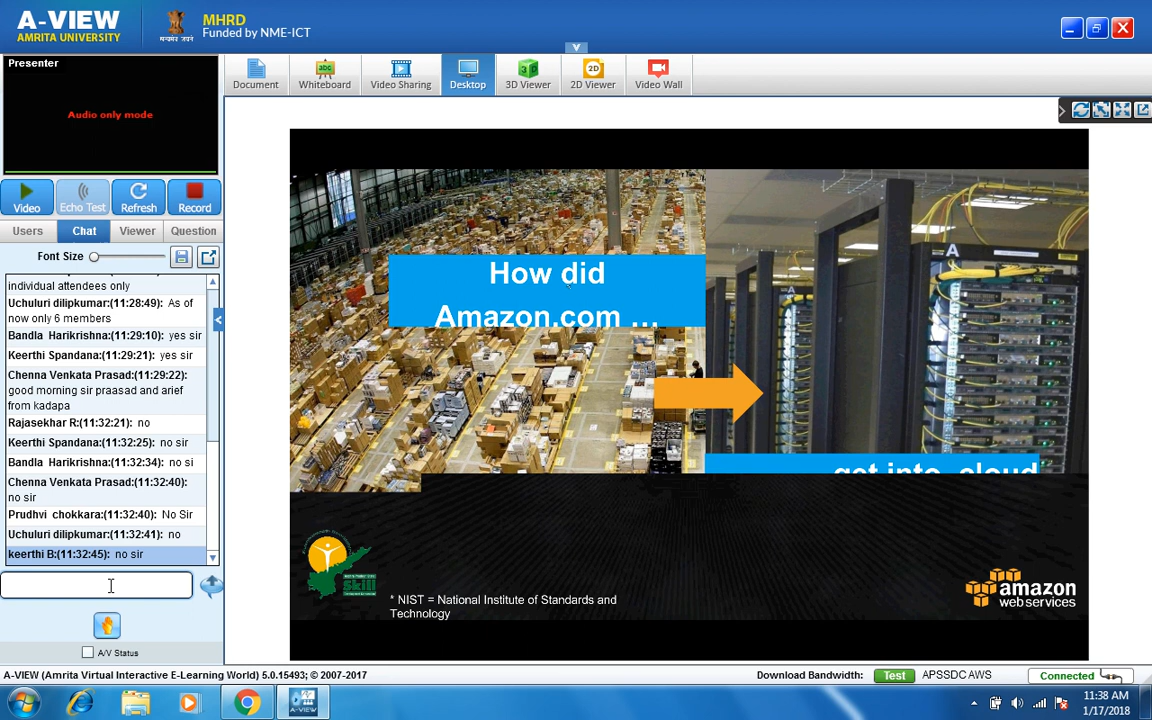 A-VIEW
AMRITA UNIVERSITY
MHRD
Funded by NME-ICT
Presenter
Audio only mode
Document
Whiteboard
Video Sharing
Desktop
3D Viewer
2D Viewer
Video Wall
Video
Echo Test
Refresh
Record
Users
Chat
Viewer
Question
Font Size
individual attendees only
Uchuluri dilipkumar:(11:28:49): As of
now only 6 members
Bandla Harikrishna:(11:29:10): yes sir
Keerthi Spandana:(11:29:21): yes sir
Chenna Venkata Prasad:(11:29:22):
good morning sir praasad and arief
from kadapa
Rajasekhar R:(11:32:21): no
Keerthi Spandana:(11:32:25): no sir
Bandla Harikrishna:(11:32:34): no si
Chenna Venkata Prasad:(11:32:40):
no sir
Prudhvi chokkara:(11:32:40): No Sir
Uchuluri dilipkumar:(11:32:41): no
keerthi B:(11:32:45): no sir
A/V Status
How did
Amazon.com ...
A
A
get into cloud
skill
* NIST = National Institute of Standards and
Technology
amazon
web services
A-VIEW (Amrita Virtual Interactive E-Learning World) 5.0.15493; © 2007-2017
Download Bandwidth:
Test
APSSDC AWS
Connected
A-VIEW
11:38 AM
1/17/2018